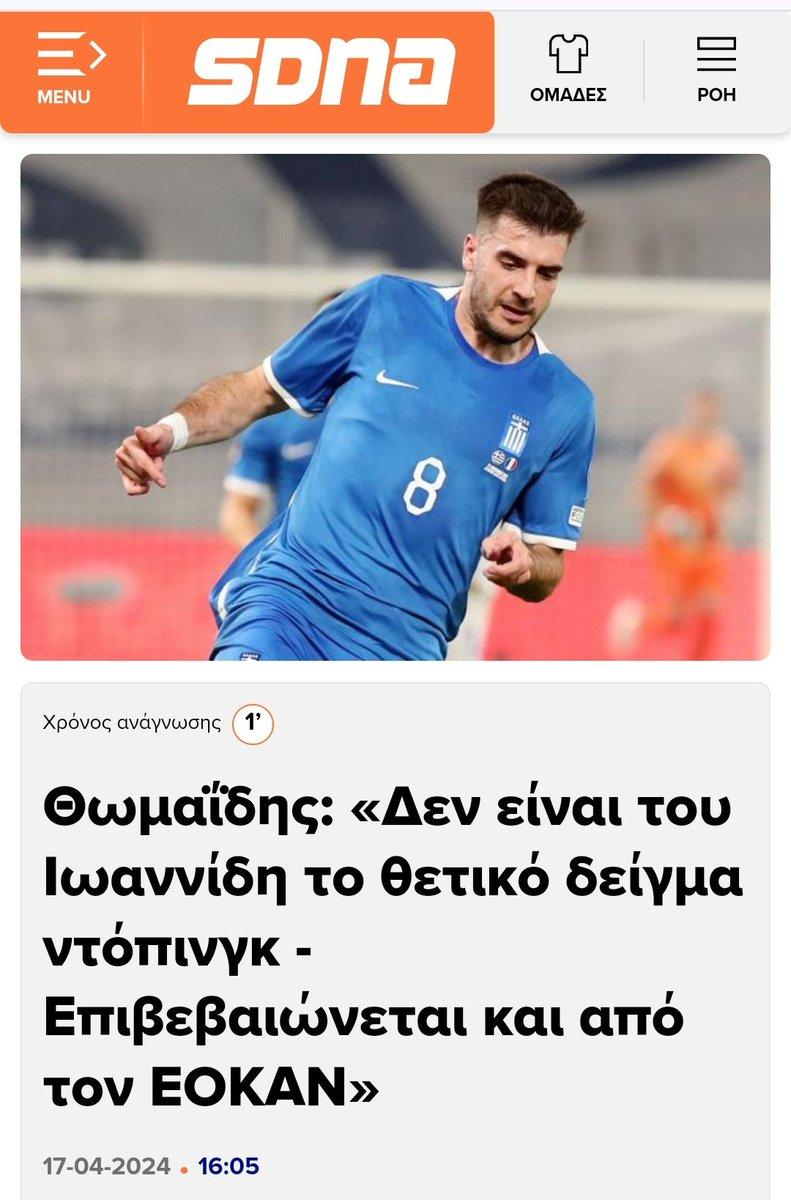 MENU
SDNA
ΟΜΑΔΕΣ
ΡΟΗ
8
Χρόνος ανάγνωσης 1’
Θωμαΐδης: «Δεν είναι του
Ιωαννίδη το θετικό δείγμα
ντόπινγκ -
Επιβεβαιώνεται και από
τον ΕΟΚΑΝ»
17-04-2024 • 16:05